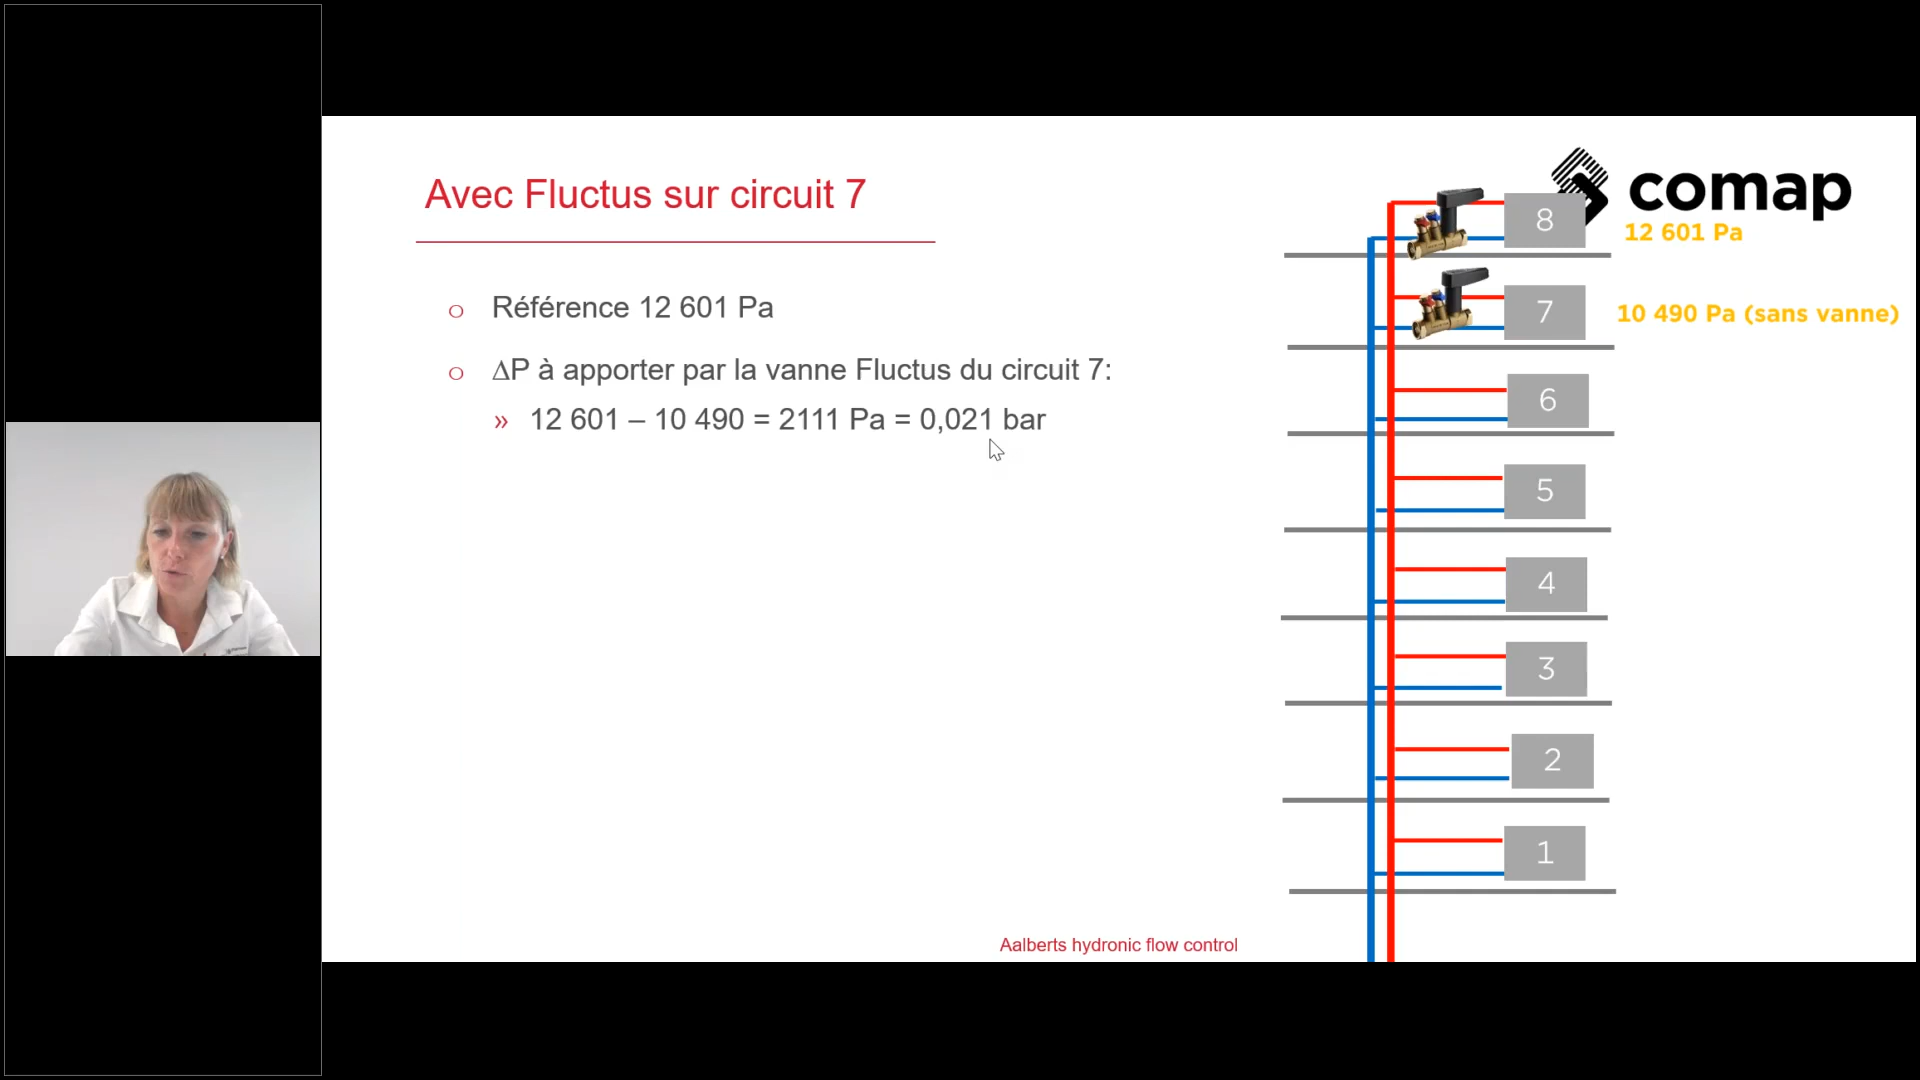 Avec Fluctus sur circuit 7
Référence 12 601 Pa
∆P à apporter par la vanne Fluctus du circuit 7:
12 601 – 10 490 = 2111 Pa = 0,021 bar
comap
8
12 601 Pa
7
10 490 Pa (sans vanne)
6
5
4
3
2
1
Aalberts hydronic flow control